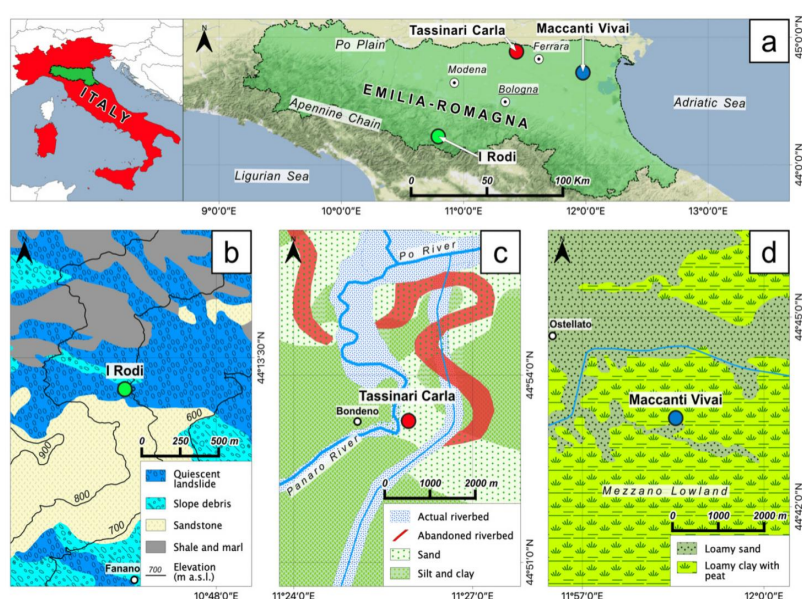 a
N
ITALY
Po Plain
Tassinari Carla
Maccanti Vivai
Ferrara
Modena
Bologna
EMILIA-ROMAGNA
Apennine Chain
Adriatic Sea
I Rodi
Ligurian Sea
0 50 100 Km
45°0'0"N
44°0'0"N
9°0'0"E 10°0'0"E 11°0'0"E 12°0'0"E 13°0'0"E
b
N
I Rodi
600
0 250 500 m
900
800
700
Fanano
Quiescent landslide
Slope debris
Sandstone
Shale and marl
700 Elevation (m a.s.l.)
44°13'30"N
10°48'0"E
c
N
Po River
Tassinari Carla
Bondeno
Panaro River
0 1000 2000 m
Actual riverbed
Abandoned riverbed
Sand
Silt and clay
44°54'0"N
44°51'0"N
11°24'0"E 11°27'0"E
d
N
Ostellato
Maccanti Vivai
Mezzano Lowland
0 1000 2000 m
Loamy sand
Loamy clay with peat
44°45'0"N
44°42'0"N
11°57'0"E 12°0'0"E